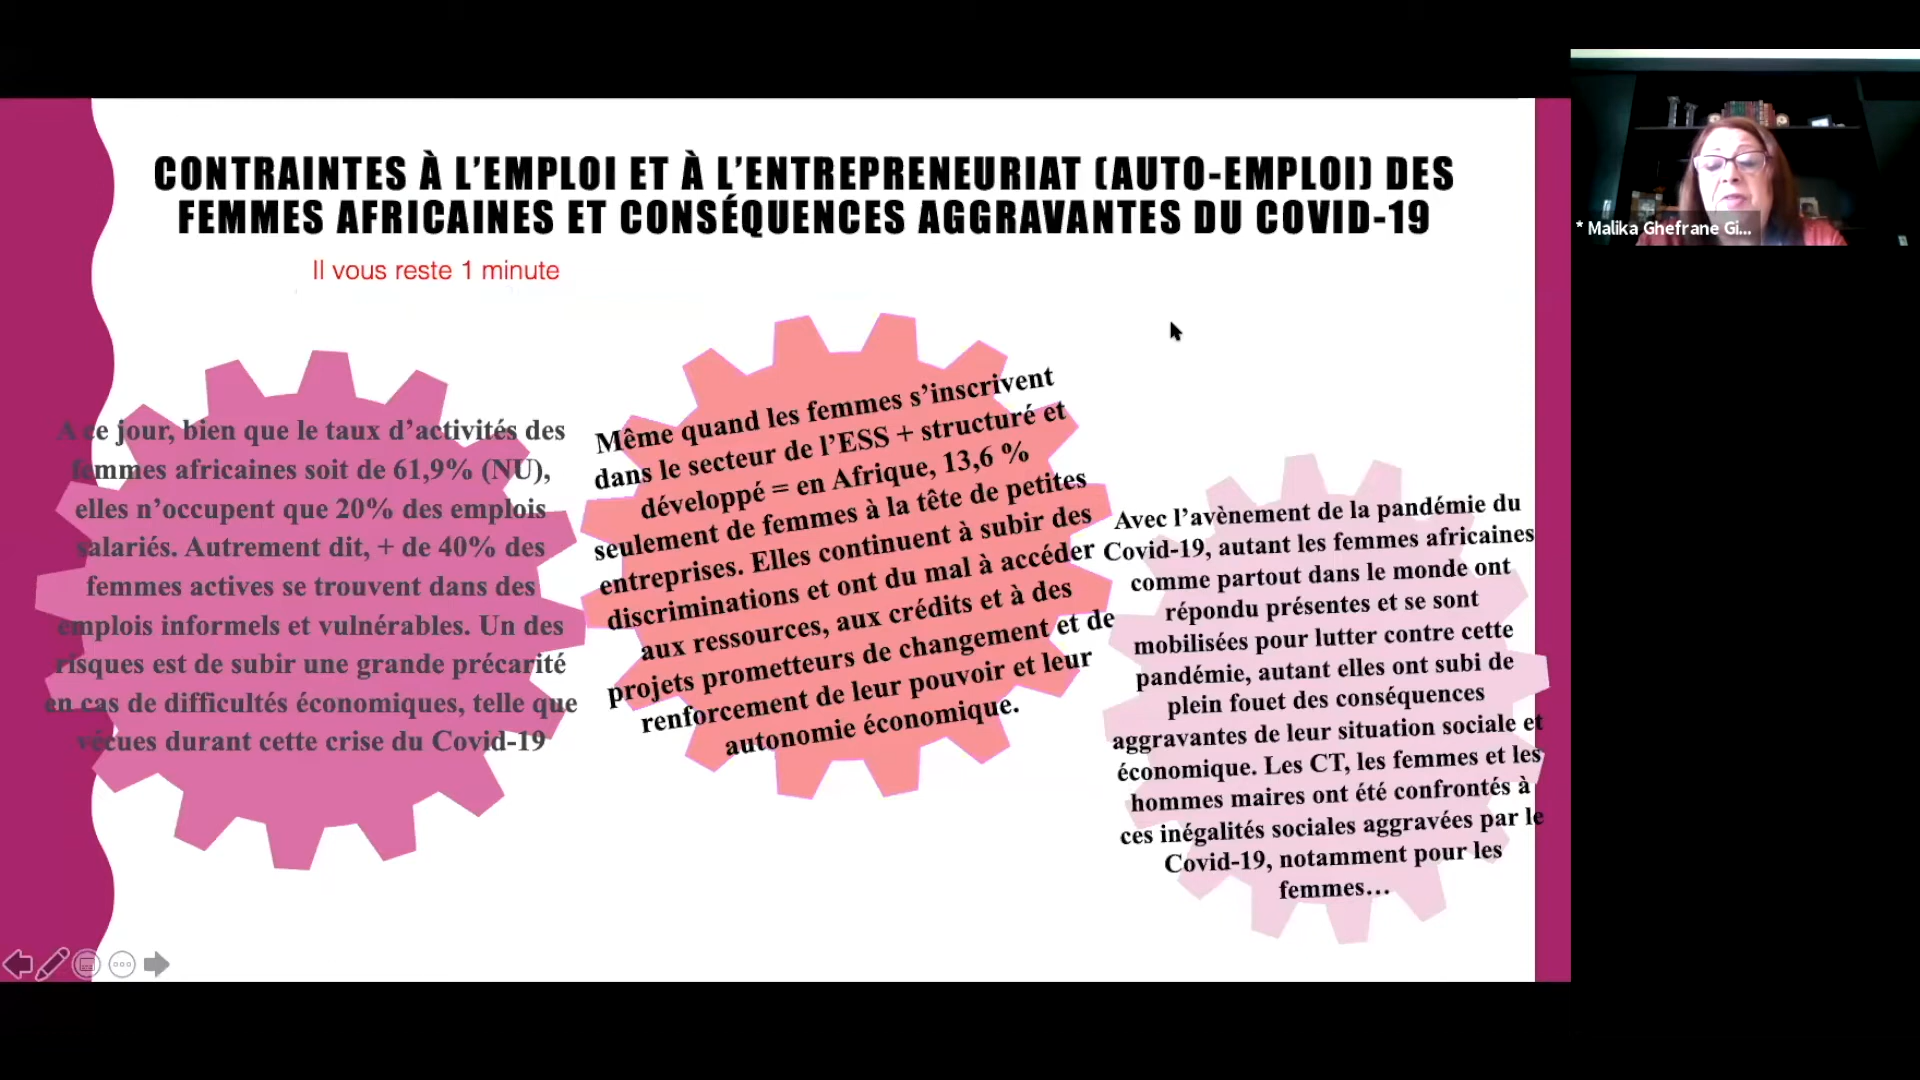 CONTRAINTES À L’EMPLOI ET À L’ENTREPRENEURIAT (AUTO-EMPLOI) DES
FEMMES AFRICAINES ET CONSÉQUENCES AGGRAVANTES DU COVID-19
Il vous reste 1 minute
A ce jour, bien que le taux d’activités des
femmes africaines soit de 61,9% (NU),
elles n’occupent que 20% des emplois
salariés. Autrement dit, + de 40% des
femmes actives se trouvent dans des
emplois informels et vulnérables. Un des
risques est de subir une grande précarité
en cas de difficultés économiques, telle que
vécues durant cette crise du Covid-19
Même quand les femmes s’inscrivent
dans le secteur de l’ESS + structuré et
développé = en Afrique, 13,6 %
seulement de femmes à la tête de petites
entreprises. Elles continuent à subir des
discriminations et ont du mal à accéder
aux ressources, aux crédits et à des
projets prometteurs de changement et de
renforcement de leur pouvoir et leur
autonomie économique.
Avec l’avènement de la pandémie du
Covid-19, autant les femmes africaines
comme partout dans le monde ont
répondu présentes et se sont
mobilisées pour lutter contre cette
pandémie, autant elles ont subi de
plein fouet des conséquences
aggravantes de leur situation sociale et
économique. Les CT, les femmes et les
hommes maires ont été confrontés à
ces inégalités sociales aggravées par le
Covid-19, notamment pour les
femmes…
* Malika Ghefrane Gi...